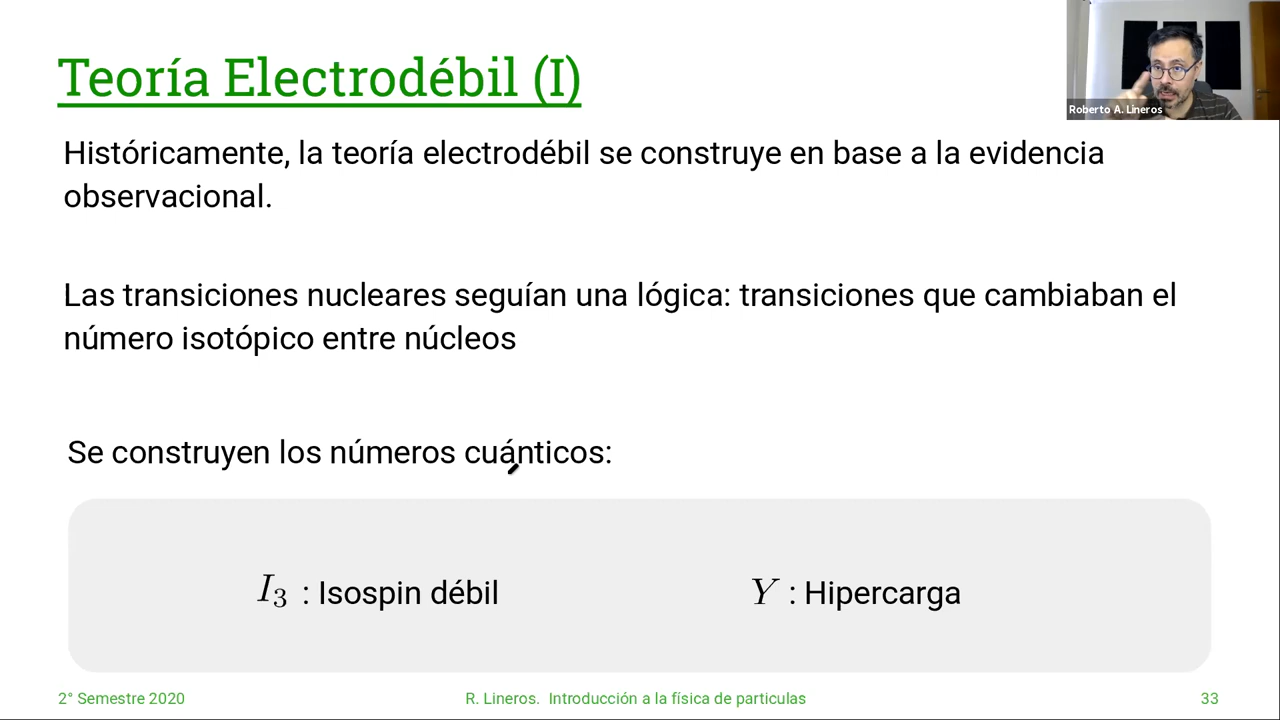 Teoría Electrodébil (I)
Roberto A. Lineros
Históricamente, la teoría electrodébil se construye en base a la evidencia
observacional.
Las transiciones nucleares seguían una lógica: transiciones que cambiaban el
número isotópico entre núcleos
Se construyen los números cuánticos:
I₃ : Isospin débil
Y : Hipercarga
2° Semestre 2020
R. Lineros. Introducción a la física de particulas
33